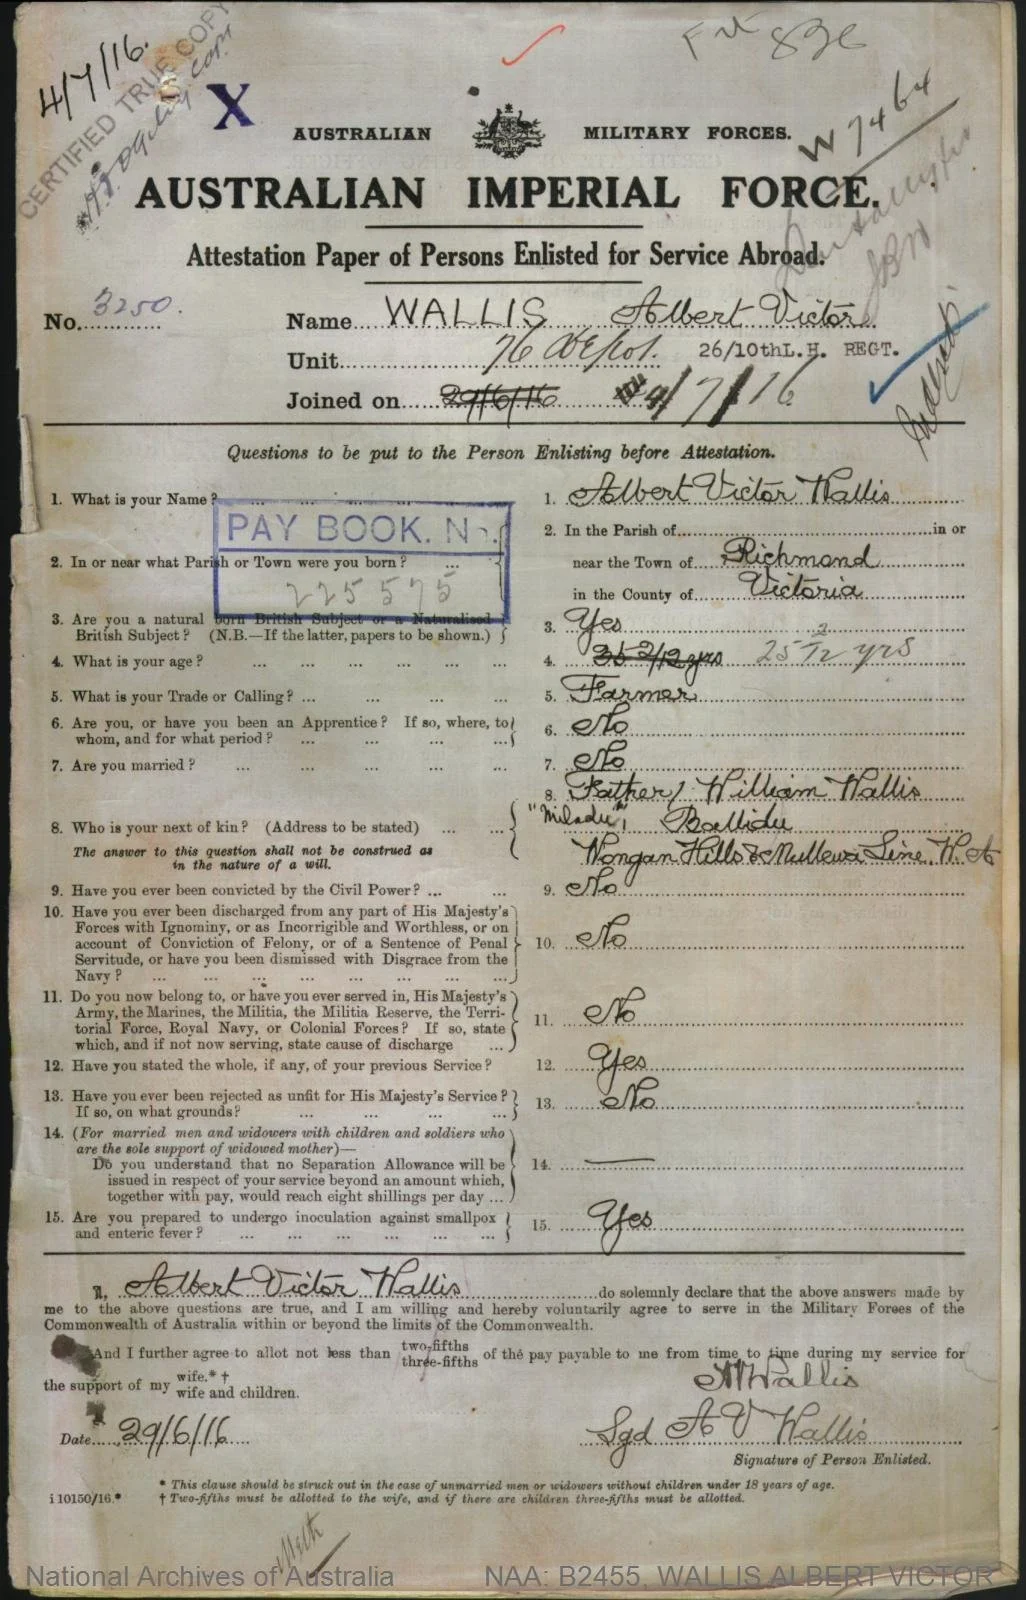 4/7/16.
CERTIFIED TRUE COPY
X
W 7464
AUSTRALIAN MILITARY FORCES.
AUSTRALIAN IMPERIAL FORCE.
Attestation Paper of Persons Enlisted for Service Abroad.
No. 3250. Name WALLIS Albert Victor
Unit 76 Depot. 26/10thL.H. REGT.
Joined on 29/6/16 4/7/16
Questions to be put to the Person Enlisting before Attestation.
1. What is your Name? ... 1. Albert Victor Wallis
PAY BOOK. No.
225575
2. In or near what Parish or Town were you born? ... 2. In the Parish of in or
near the Town of Richmond
in the County of Victoria
3. Are you a natural born British Subject or a Naturalised
British Subject? (N.B.—If the latter, papers to be shown.) 3. Yes
4. What is your age? ... 4. 35 2/12 yrs 25 2/12 yrs
5. What is your Trade or Calling? ... 5. Farmer
6. Are you, or have you been an Apprentice? If so, where, to
whom, and for what period? ... 6. No
7. Are you married? ... 7. No
8. Father / William Wallis
8. Who is your next of kin? (Address to be stated) ... Ballidu
The answer to this question shall not be construed as
in the nature of a will. Wongan Hills & Mullewa Line, W. A
9. Have you ever been convicted by the Civil Power? ... 9. No
10. Have you ever been discharged from any part of His Majesty's
Forces with Ignominy, or as Incorrigible and Worthless, or on
account of Conviction of Felony, or of a Sentence of Penal
Servitude, or have you been dismissed with Disgrace from the
Navy? ... 10. No
11. Do you now belong to, or have you ever served in, His Majesty's
Army, the Marines, the Militia, the Militia Reserve, the Terri-
torial Force, Royal Navy, or Colonial Forces? If so, state
which, and if not now serving, state cause of discharge ... 11. No
12. Have you stated the whole, if any, of your previous Service? 12. Yes
13. Have you ever been rejected as unfit for His Majesty's Service?
If so, on what grounds? ... 13. No
14. (For married men and widowers with children and soldiers who
are the sole support of widowed mother)—
Do you understand that no Separation Allowance will be
issued in respect of your service beyond an amount which,
together with pay, would reach eight shillings per day ... 14. —
15. Are you prepared to undergo inoculation against smallpox
and enteric fever? ... 15. Yes
I, Albert Victor Wallis do solemnly declare that the above answers made by
me to the above questions are true, and I am willing and hereby voluntarily agree to serve in the Military Forces of the
Commonwealth of Australia within or beyond the limits of the Commonwealth.
And I further agree to allot not less than two-fifths three-fifths of the pay payable to me from time to time during my service for
the support of my wife.*† wife and children.
A V Wallis
Date 29/6/16 Sgd A V Wallis
Signature of Person Enlisted.
* This clause should be struck out in the case of unmarried men or widowers without children under 18 years of age.
i 10150/16.* † Two-fifths must be allotted to the wife, and if there are children three-fifths must be allotted.
National Archives of Australia NAA: B2455, WALLIS ALBERT VICTOR